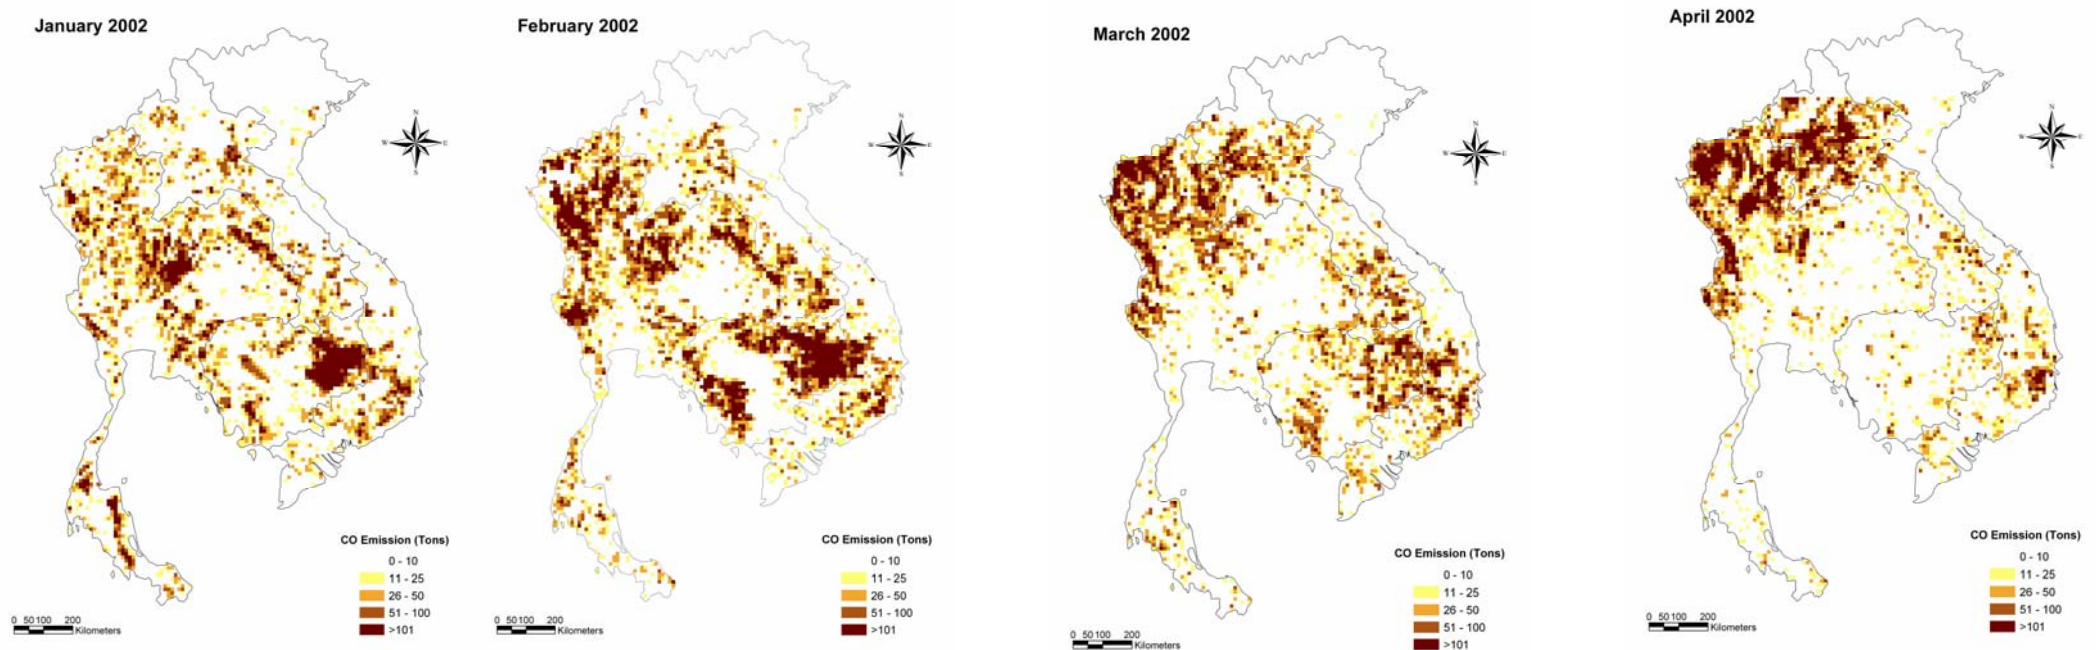 January 2002
N
W E
S
CO Emission (Tons)
0 - 10
11 - 25
26 - 50
51 - 100
>101
0 50 100 200
Kilometers
February 2002
N
W E
S
CO Emission (Tons)
0 - 10
11 - 25
26 - 50
51 - 100
>101
0 50 100 200
Kilometers
March 2002
N
W E
S
CO Emission (Tons)
0 - 10
11 - 25
26 - 50
51 - 100
>101
0 50 100 200
Kilometers
April 2002
N
W E
S
CO Emission (Tons)
0 - 10
11 - 25
26 - 50
51 - 100
>101
0 50 100 200
Kilometers